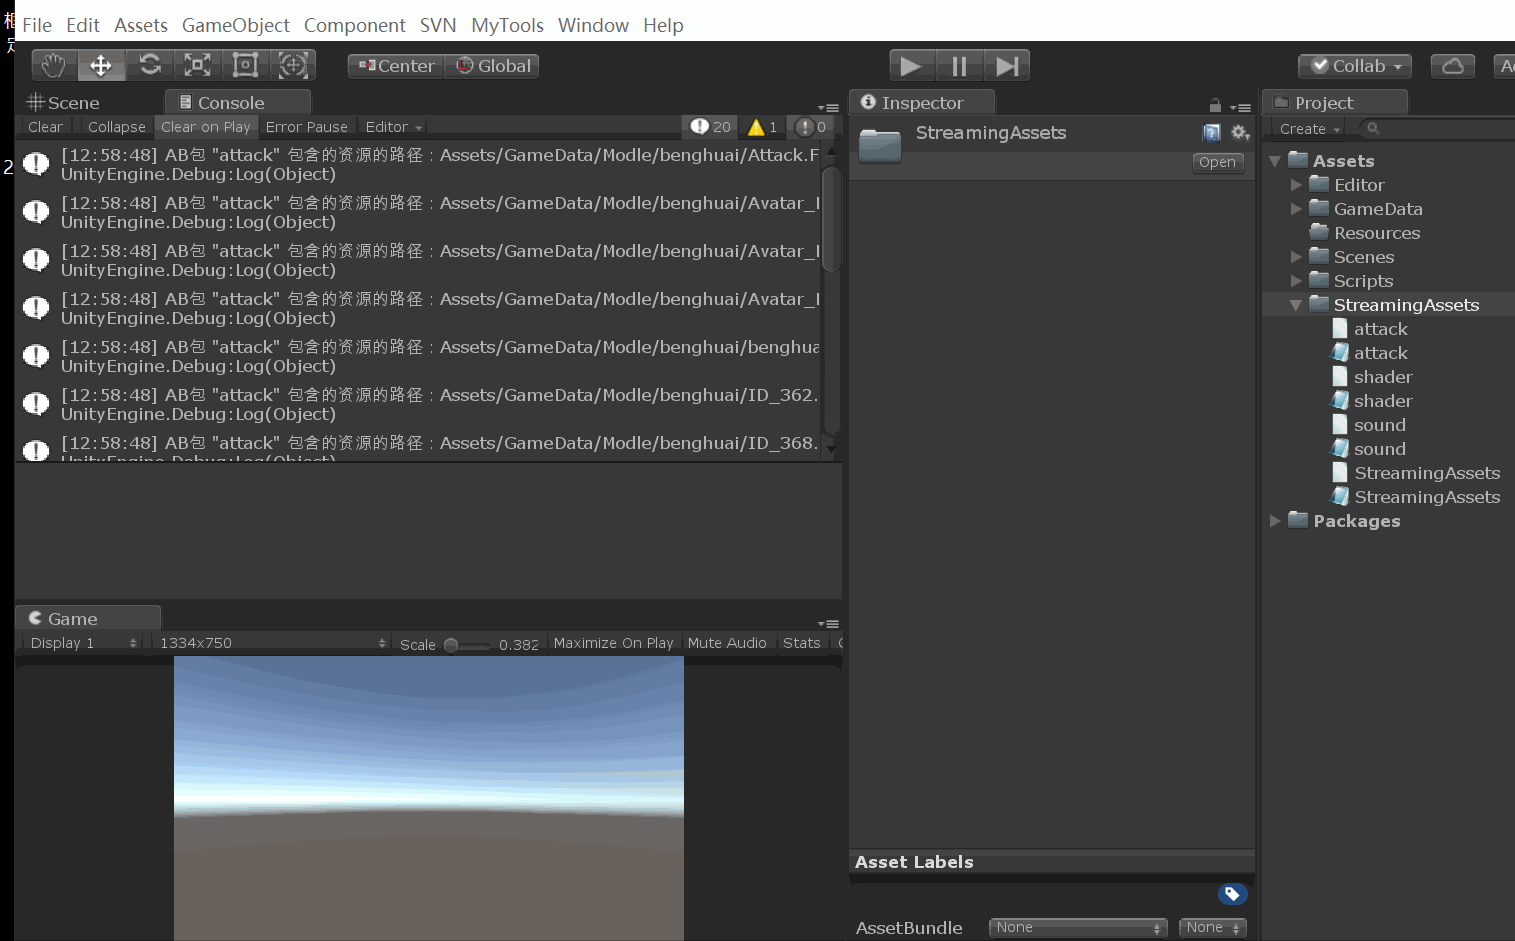 File Edit Assets GameObject Component SVN MyTools Window Help
Center Global
Collab
Scene
Console
Clear Collapse Clear on Play Error Pause Editor 20 1 0
[12:58:48] AB包 "attack" 包含的资源的路径：Assets/GameData/Modle/benghuai/Attack.F
UnityEngine.Debug:Log(Object)
[12:58:48] AB包 "attack" 包含的资源的路径：Assets/GameData/Modle/benghuai/Avatar_
UnityEngine.Debug:Log(Object)
[12:58:48] AB包 "attack" 包含的资源的路径：Assets/GameData/Modle/benghuai/Avatar_
UnityEngine.Debug:Log(Object)
[12:58:48] AB包 "attack" 包含的资源的路径：Assets/GameData/Modle/benghuai/Avatar_
UnityEngine.Debug:Log(Object)
[12:58:48] AB包 "attack" 包含的资源的路径：Assets/GameData/Modle/benghuai/benghua
UnityEngine.Debug:Log(Object)
[12:58:48] AB包 "attack" 包含的资源的路径：Assets/GameData/Modle/benghuai/ID_362.
UnityEngine.Debug:Log(Object)
[12:58:48] AB包 "attack" 包含的资源的路径：Assets/GameData/Modle/benghuai/ID_368.
UnityEngine.Debug:Log(Object)
2
Game
Display 1 1334x750 Scale 0.382 Maximize On Play Mute Audio Stats
Inspector
StreamingAssets
Open
Asset Labels
AssetBundle None None
Project
Create
Assets
Editor
GameData
Resources
Scenes
Scripts
StreamingAssets
attack
attack
shader
shader
sound
sound
StreamingAssets
StreamingAssets
Packages